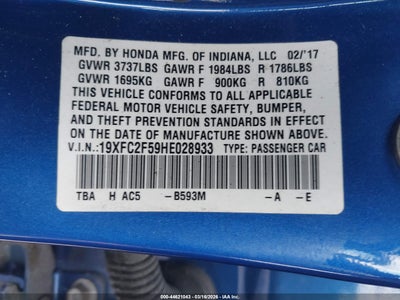 MFD. BY HONDA MFG. OF INDIANA, LLC 02/'17
GVWR 3737LBS GAWR F 1984LBS R 1786LBS
GVWR 1695KG GAWR F 900KG R 810KG
THIS VEHICLE CONFORMS TO ALL APPLICABLE
FEDERAL MOTOR VEHICLE SAFETY, BUMPER,
AND THEFT PREVENTION STANDARDS IN EFFECT
ON THE DATE OF MANUFACTURE SHOWN ABOVE.
V.I.N.: 19XFC2F59HE028933 TYPE: PASSENGER CAR
TBA H AC5 -B593M -A -E
000-44621043 - 03/18/2026 - IAA, Inc.